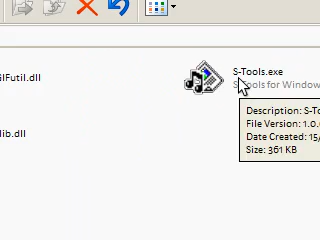 GIFutil.dll
S-Tools.exe
S-Tools for Window
lib.dll
Description: S-To
File Version: 1.0.
Date Created: 15/
Size: 361 KB